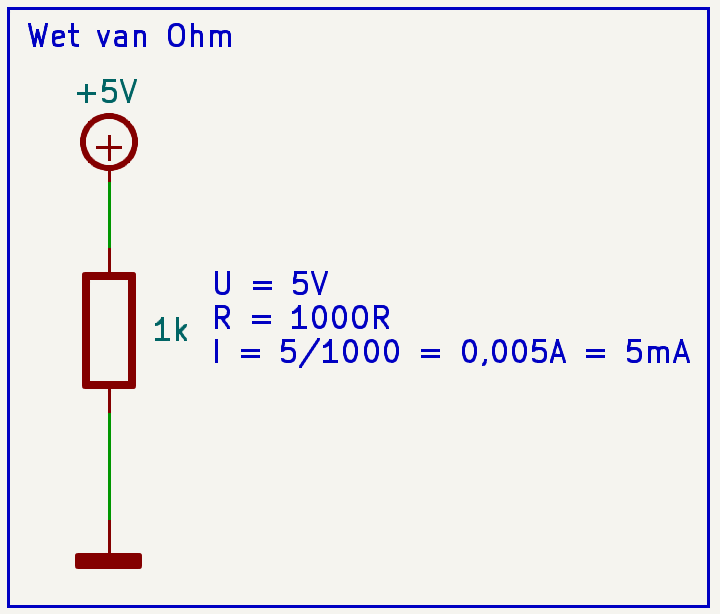 Wet van Ohm
+5V
1k
U = 5V
R = 1000R
I = 5/1000 = 0,005A = 5mA